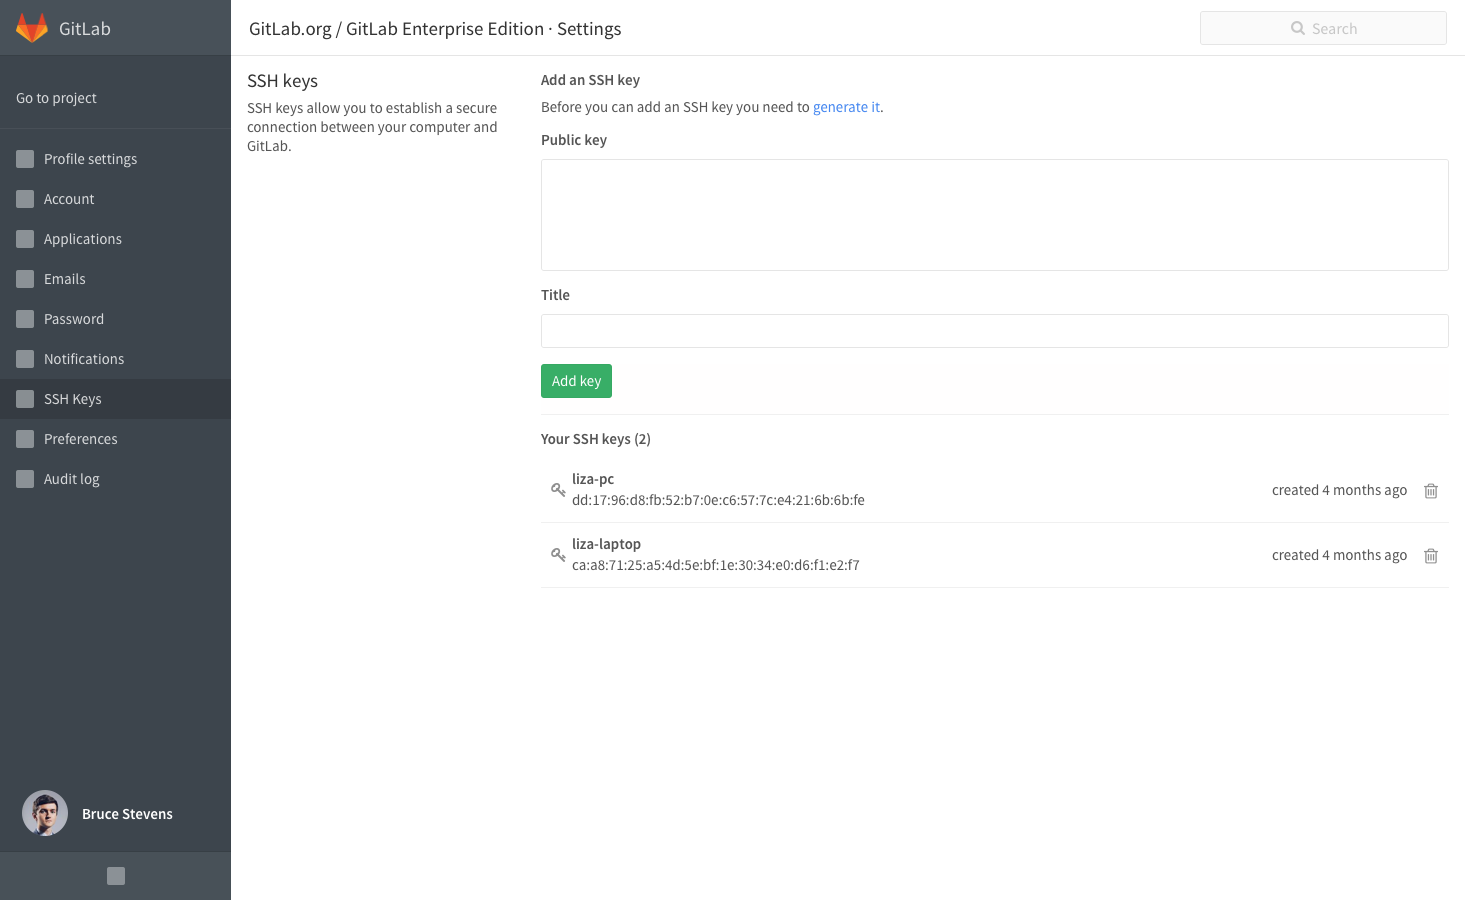 GitLab
GitLab.org / GitLab Enterprise Edition · Settings
Search
Go to project
Profile settings
Account
Applications
Emails
Password
Notifications
SSH Keys
Preferences
Audit log
Bruce Stevens
SSH keys
SSH keys allow you to establish a secure
connection between your computer and
GitLab.
Add an SSH key
Before you can add an SSH key you need to generate it.
Public key
Title
Add key
Your SSH keys (2)
liza-pc
dd:17:96:d8:fb:52:b7:0e:c6:57:7c:e4:21:6b:6b:fe
created 4 months ago
liza-laptop
ca:a8:71:25:a5:4d:5e:bf:1e:30:34:e0:d6:f1:e2:f7
created 4 months ago